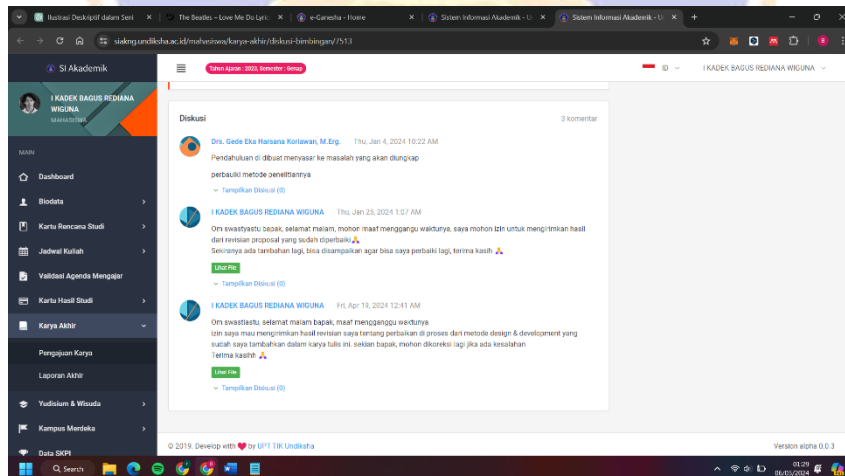 Ilustrasi Deskriptif dalam Seni
The Beatles - Love Me Do Lyric
e-Ganesha - Home
Sistem Informasi Akademik - U
Sistem Informasi Akademik - U
siakng.undiksha.ac.id/mahasiswa/karya-akhir/diskusi-bimbingan/7513
SI Akademik
Tahun Ajaran : 2023, Semester : Genap
ID
I KADEK BAGUS REDIANA WIGUNA
I KADEK BAGUS REDIANA
WIGUNA
MAHASISWA
MAIN
Dashboard
Biodata
Kartu Rencana Studi
Jadwal Kuliah
Validasi Agenda Mengajar
Kartu Hasil Studi
Karya Akhir
Pengajuan Karya
Laporan Akhir
Yudisium & Wisuda
Kampus Merdeka
Data SKPI
Diskusi
3 komentar
Drs. Gede Eka Harsana Koriawan, M.Erg. Thu, Jan 4, 2024 10:22 AM
Pendahuluan di dibuat menyasar ke masalah yang akan diungkap
perbaulki metode penelitiannya
Tampilkan Diskusi (0)
I KADEK BAGUS REDIANA WIGUNA Thu, Jan 25, 2024 1:07 AM
Om swastyastu bapak, selamat malam, mohon maaf menggangu waktunya, saya mohon izin untuk mengirimkan hasil
dari revisian proposal yang sudah diperbaiki🙏
Sekiranya ada tambahan lagi, bisa disampaikan agar bisa saya perbaiki lagi, terima kasih 🙏
Lihat File
Tampilkan Diskusi (0)
I KADEK BAGUS REDIANA WIGUNA Fri, Apr 19, 2024 12:41 AM
Om swastiastu, selamat malam bapak, maaf mengganggu waktunya
Izin saya mau mengirimkan hasil revisian saya tentang perbaikan di proses dari metode design & development yang
sudah saya tambahkan dalam karya tulis ini. sekian bapak, mohon dikoreksi lagi jika ada kesalahan
Terima kasihh 🙏
Lihat File
Tampilkan Diskusi (0)
© 2019. Develop with ❤ by UPT TIK Undiksha
Version alpha 0.0.3
Search
01:29
06/05/2024